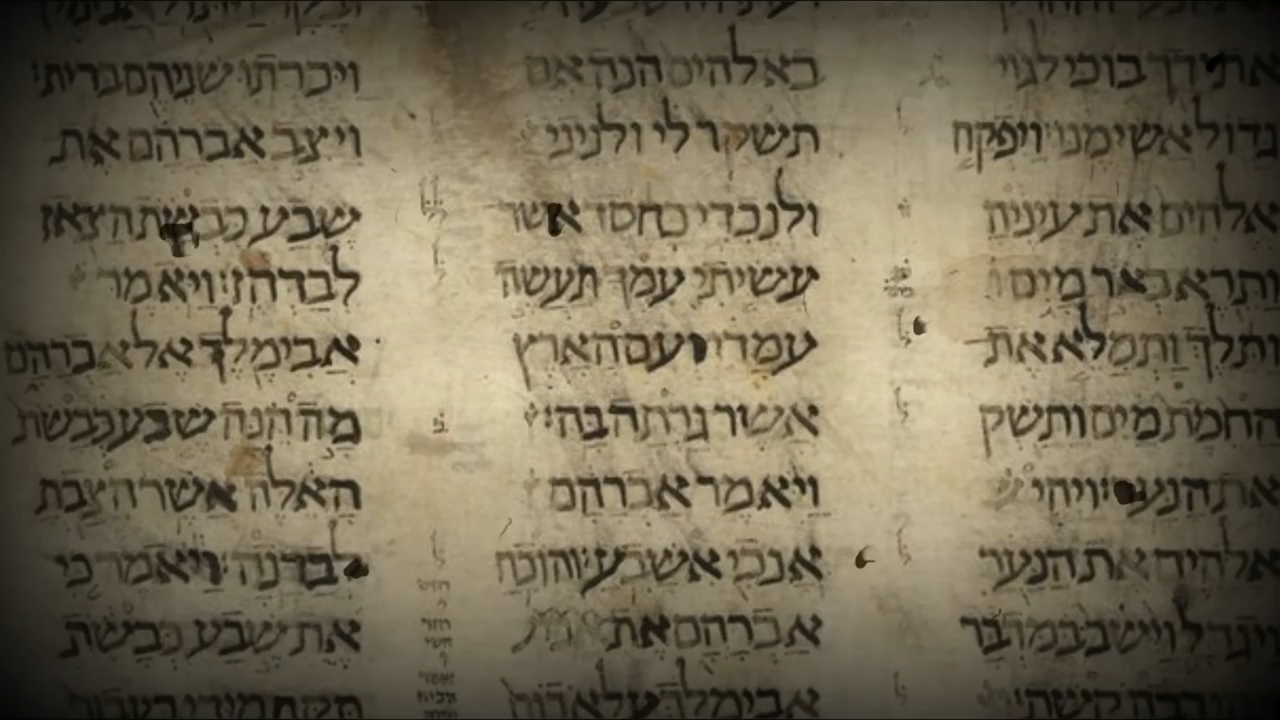 את ידך בו כי לגוי
גדול אשימנו ויפקח
אלהים את עיניה
ותרא באר מים
ותלך ותמלא את
החמת מים ותשק
את הנער ויהי
אלהים את הנער
ויגדל וישב במדבר
באלהים הנה אם
תשקר לי ולניני
ולנכדי כחסד אשר
עשיתי עמך תעשה
עמדי ועם הארץ
אשר גרתה בה
ויאמר אברהם
אנכי אשבע והוכח
אברהם את
אבימלך על אדות
ויכרתו שניהם ברית
ויצב אברהם את
שבע כבשת הצאן
לבדהן ויאמר
אבימלך אל אברהם
מה הנה שבע כבשת
האלה אשר הצבת
לבדנה ויאמר כי
את שבע כבשת
תקח מידי בעבור